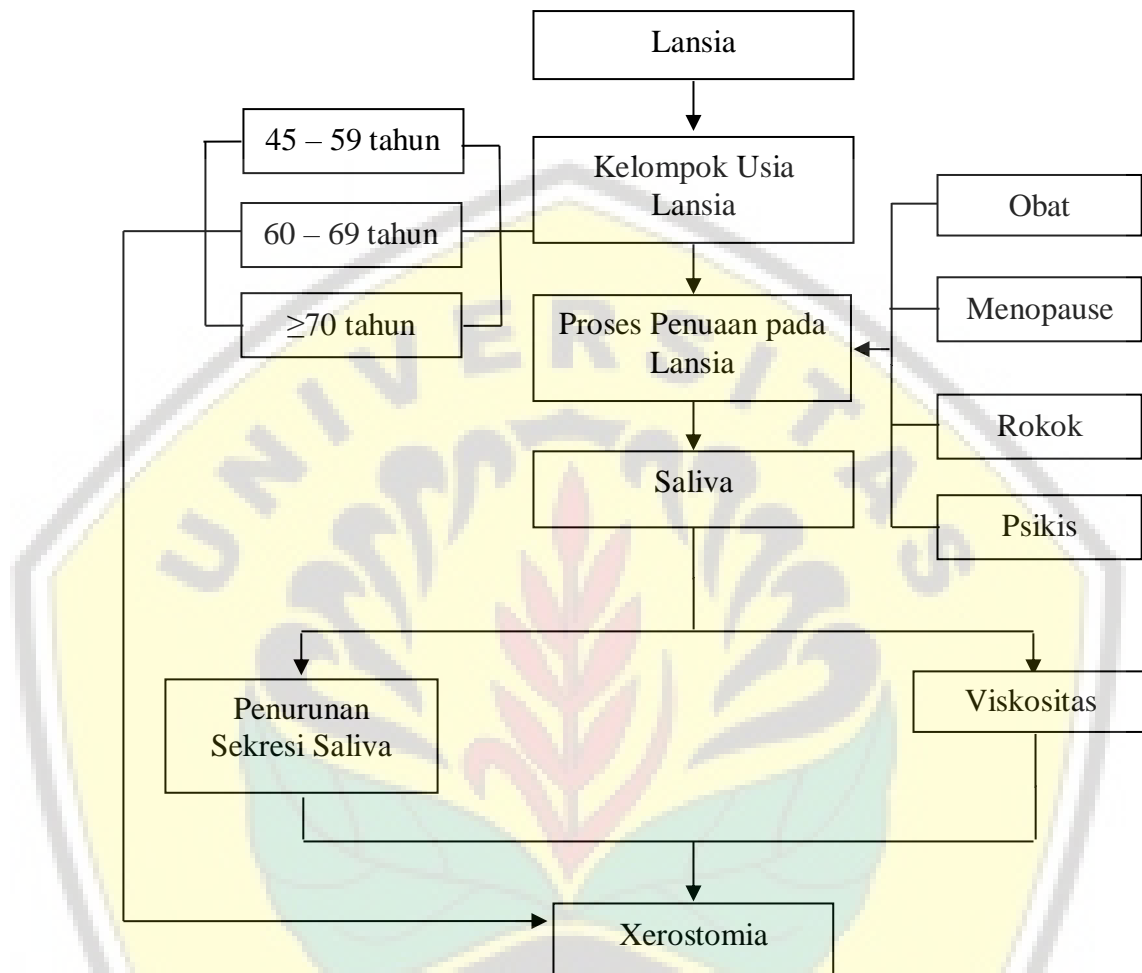 Lansia
45 – 59 tahun
Kelompok Usia
Lansia
60 – 69 tahun
Obat
≥70 tahun
Proses Penuaan pada
Lansia
Menopause
Rokok
Saliva
Psikis
Penurunan
Sekresi Saliva
Viskositas
Xerostomia
UNIVERSITAS